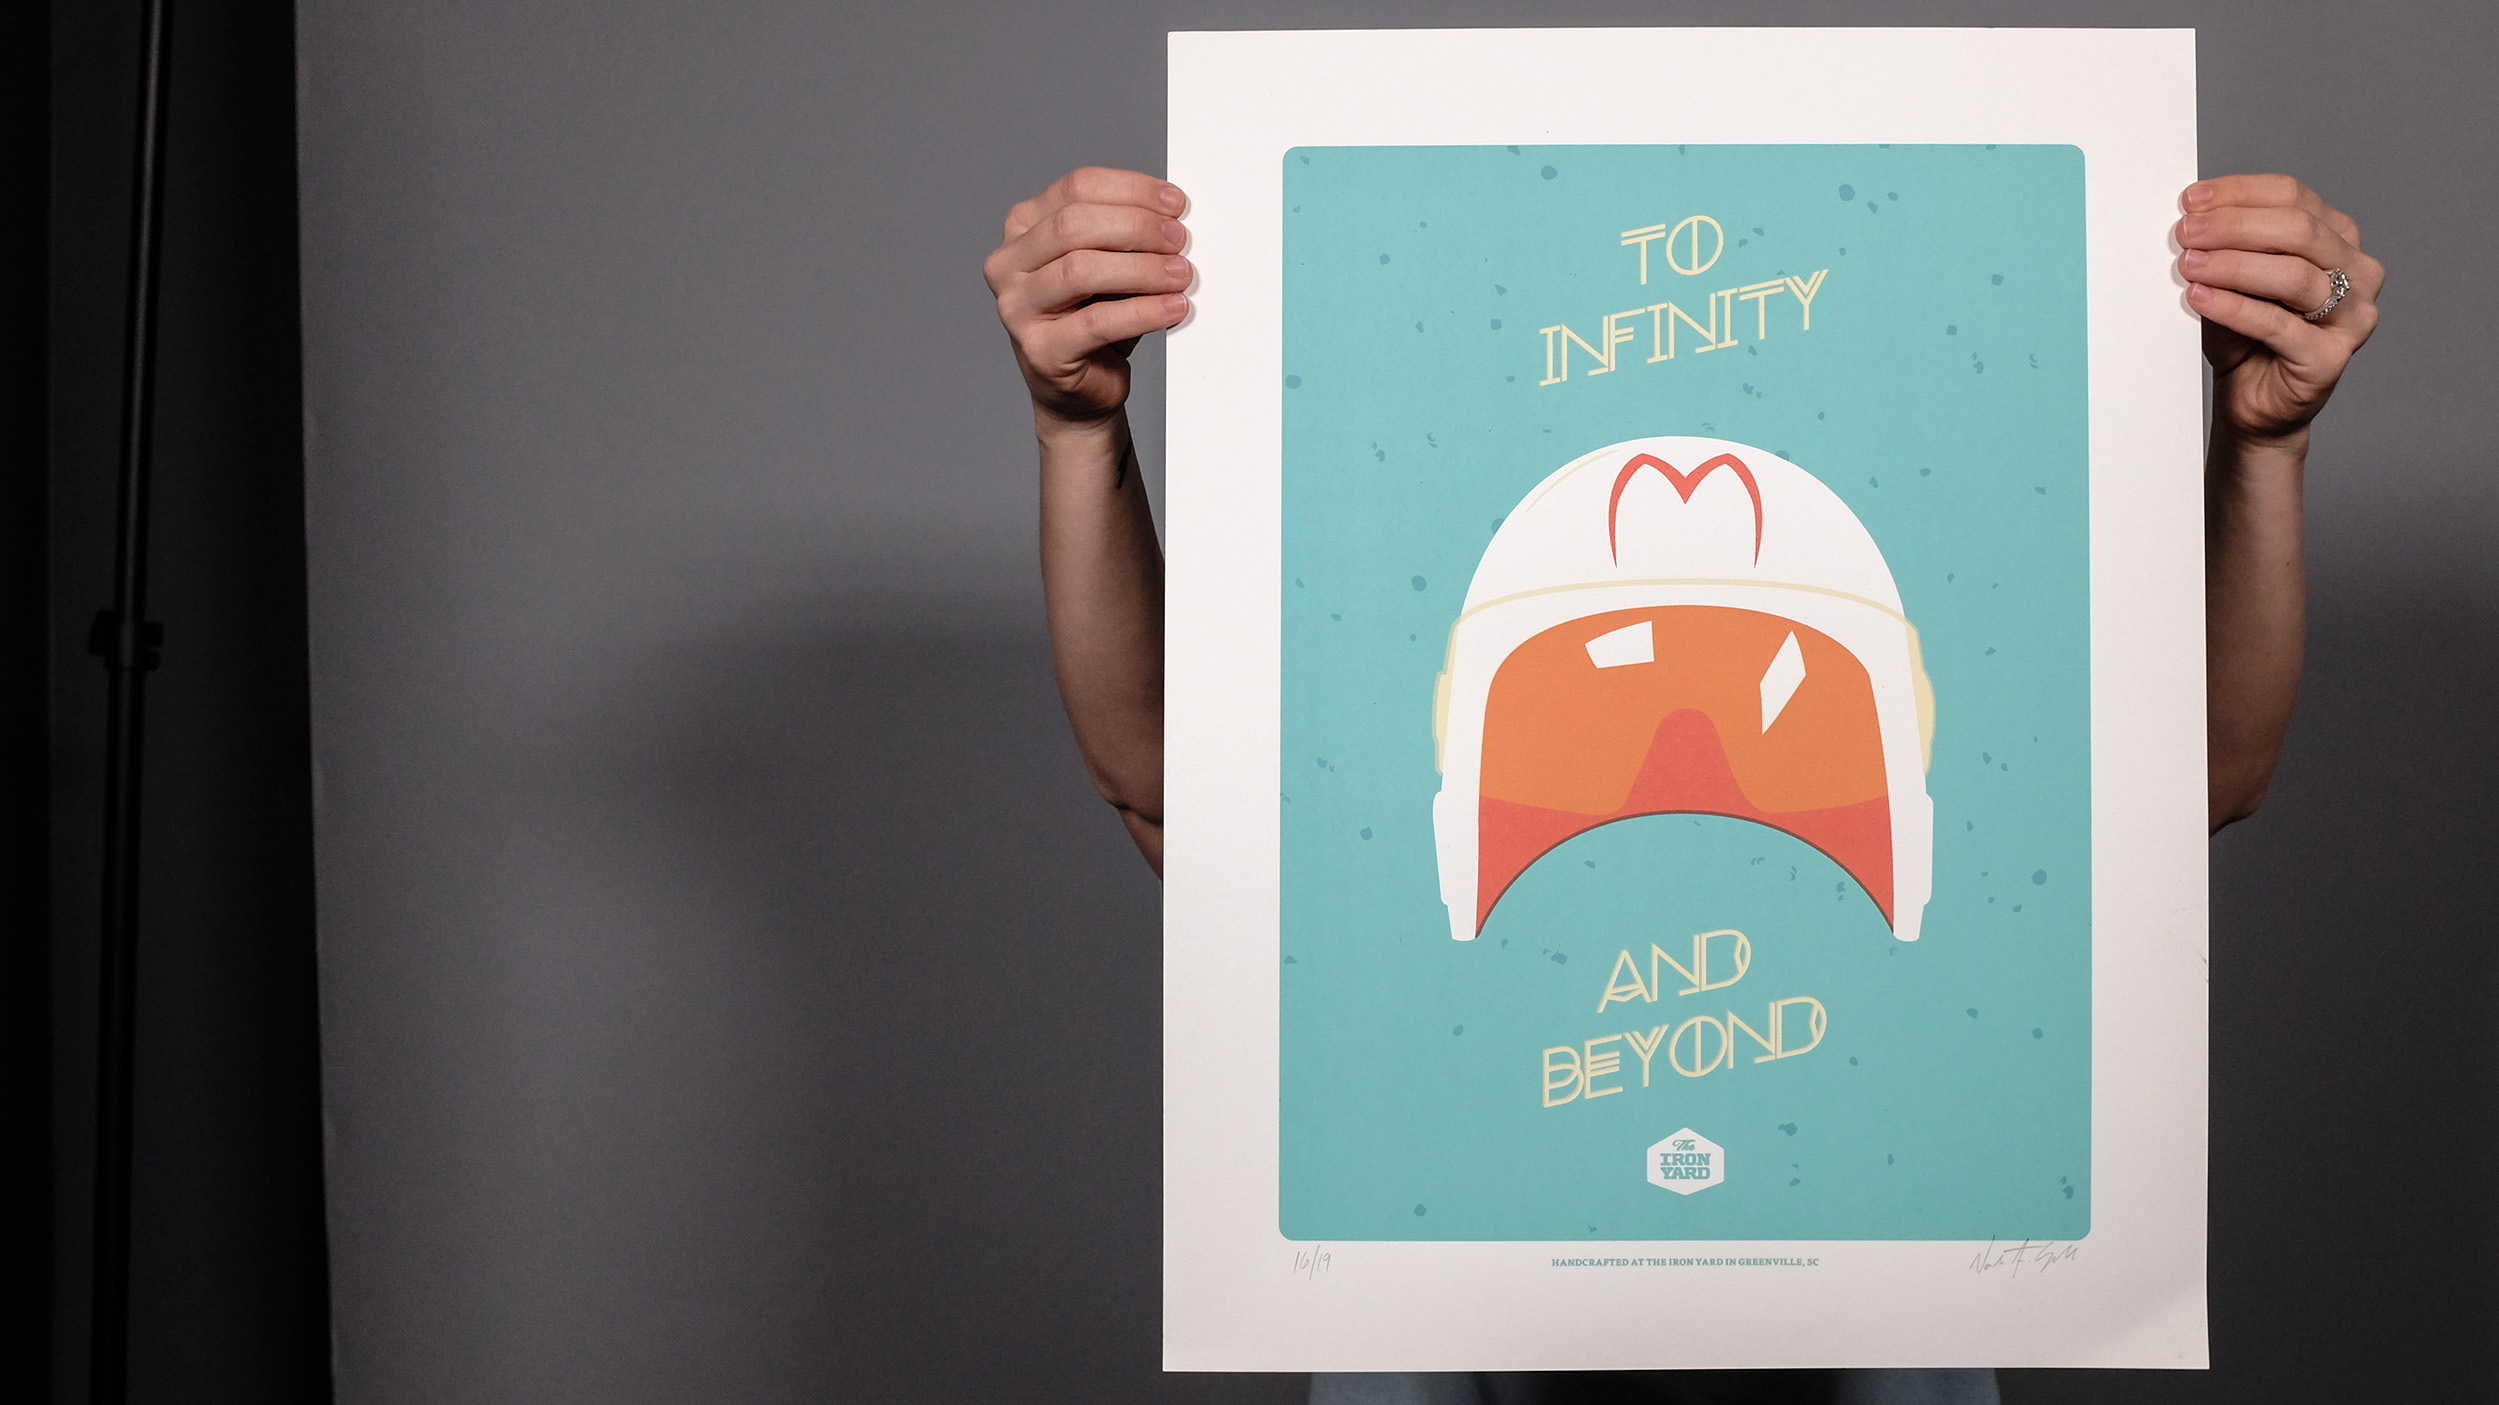 TO
INFINITY
AND
BEYOND
The
IRON
YARD
16/19
HANDCRAFTED AT THE IRON YARD IN GREENVILLE, SC